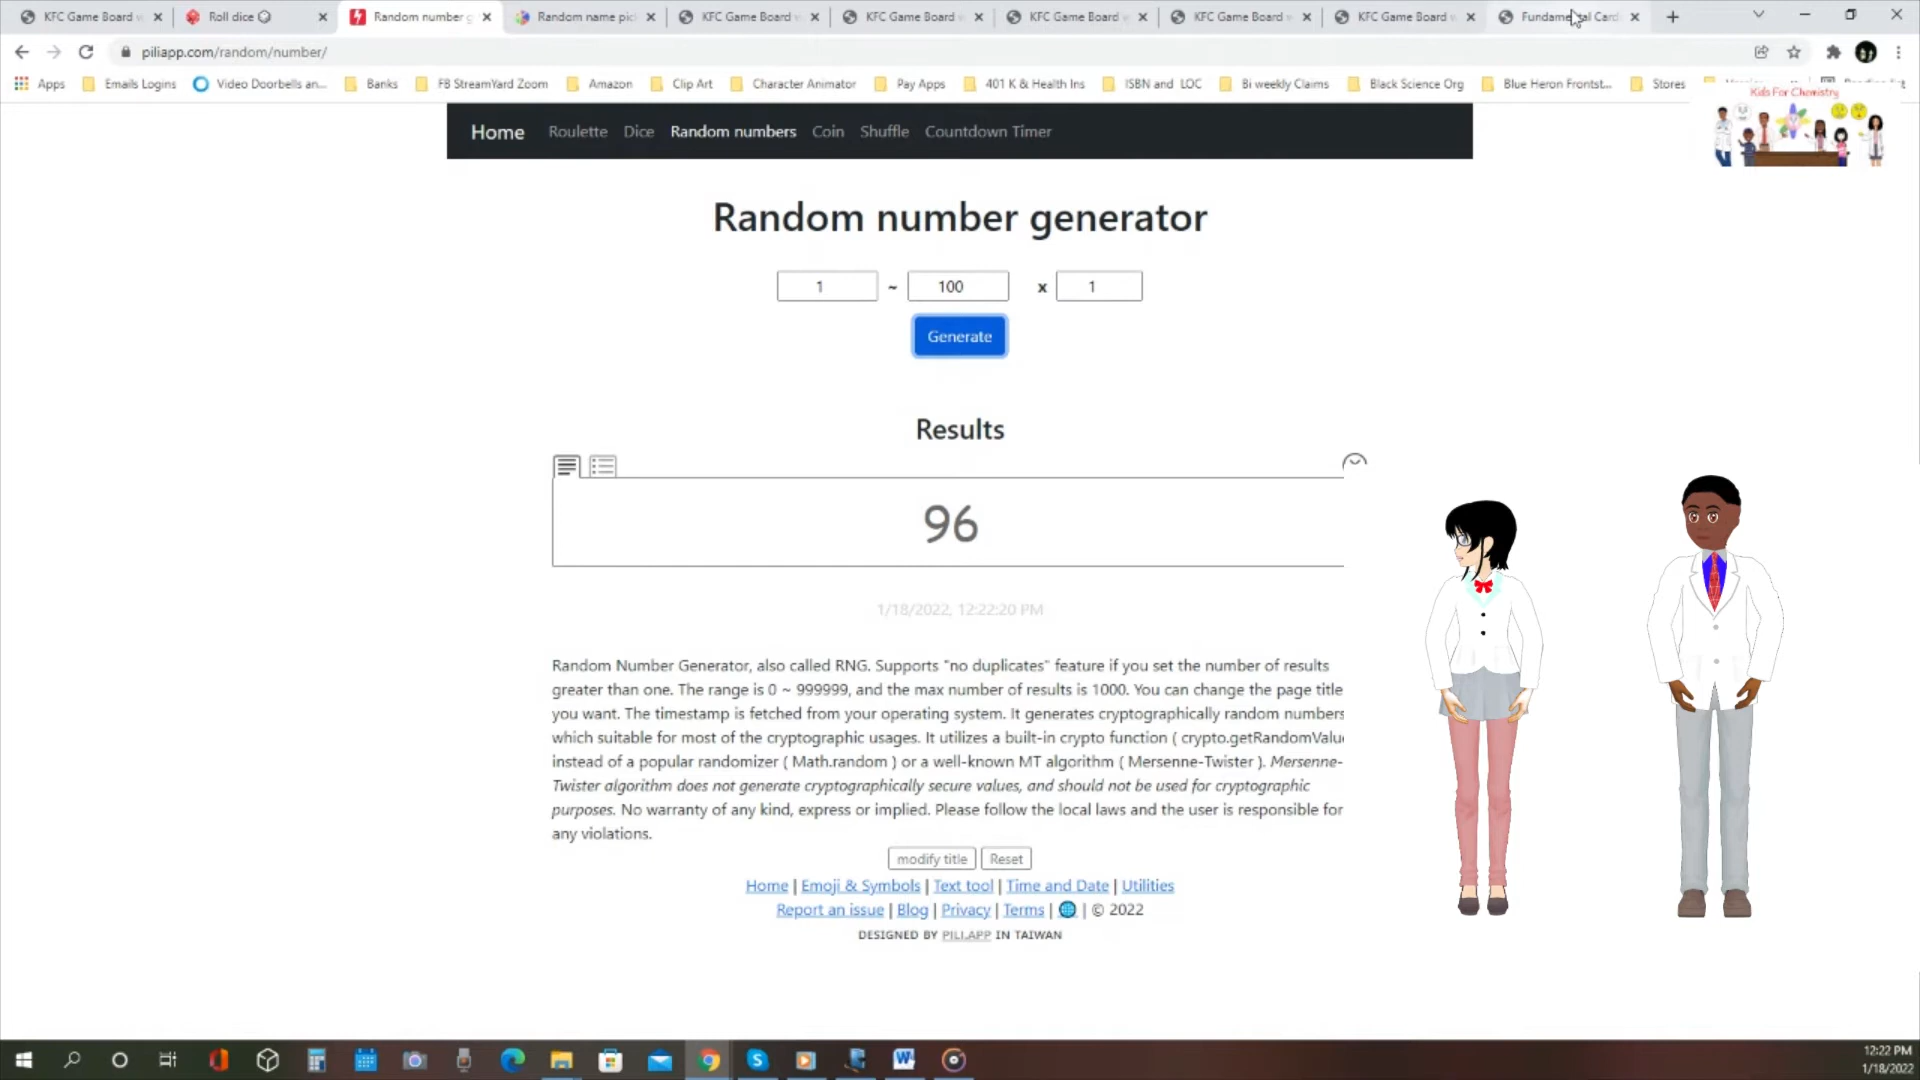 KFC Game Board
Roll dice
Random number g
Random name pic
KFC Game Board
KFC Game Board
KFC Game Board
KFC Game Board
KFC Game Board
Fundamental Card
piliapp.com/random/number/
Apps
Emails Logins
Video Doorbells an...
Banks
FB StreamYard Zoom
Amazon
Clip Art
Character Animator
Pay Apps
401 K & Health Ins
ISBN and LOC
Bi weekly Claims
Black Science Org
Blue Heron Frontst...
Stores
Kids For Chemistry
Home Roulette Dice Random numbers Coin Shuffle Countdown Timer
Random number generator
1 ~ 100 x 1
Generate
Results
96
1/18/2022, 12:22:20 PM
Random Number Generator, also called RNG. Supports "no duplicates" feature if you set the number of results
greater than one. The range is 0 ~ 999999, and the max number of results is 1000. You can change the page title
you want. The timestamp is fetched from your operating system. It generates cryptographically random numbers
which suitable for most of the cryptographic usages. It utilizes a built-in crypto function ( crypto.getRandomValu
instead of a popular randomizer ( Math.random ) or a well-known MT algorithm ( Mersenne-Twister ). Mersenne-
Twister algorithm does not generate cryptographically secure values, and should not be used for cryptographic
purposes. No warranty of any kind, express or implied. Please follow the local laws and the user is responsible for
any violations.
modify title Reset
Home | Emoji & Symbols | Text tool | Time and Date | Utilities
Report an issue | Blog | Privacy | Terms | | © 2022
DESIGNED BY PILIAPP IN TAIWAN
12:22 PM
1/18/2022